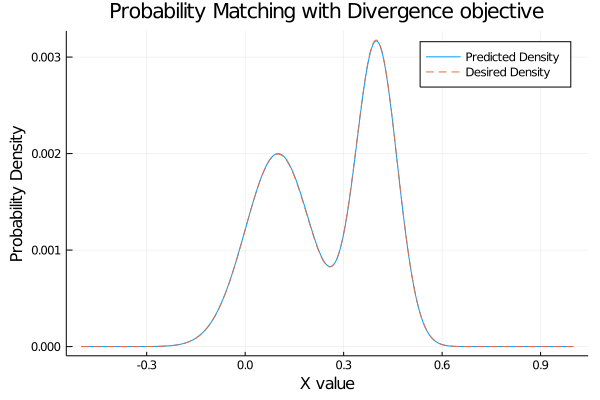 Probability Matching with Divergence objective
Predicted Density
Desired Density
Probability Density
0.003
0.002
0.001
0.000
-0.3 0.0 0.3 0.6 0.9
X value